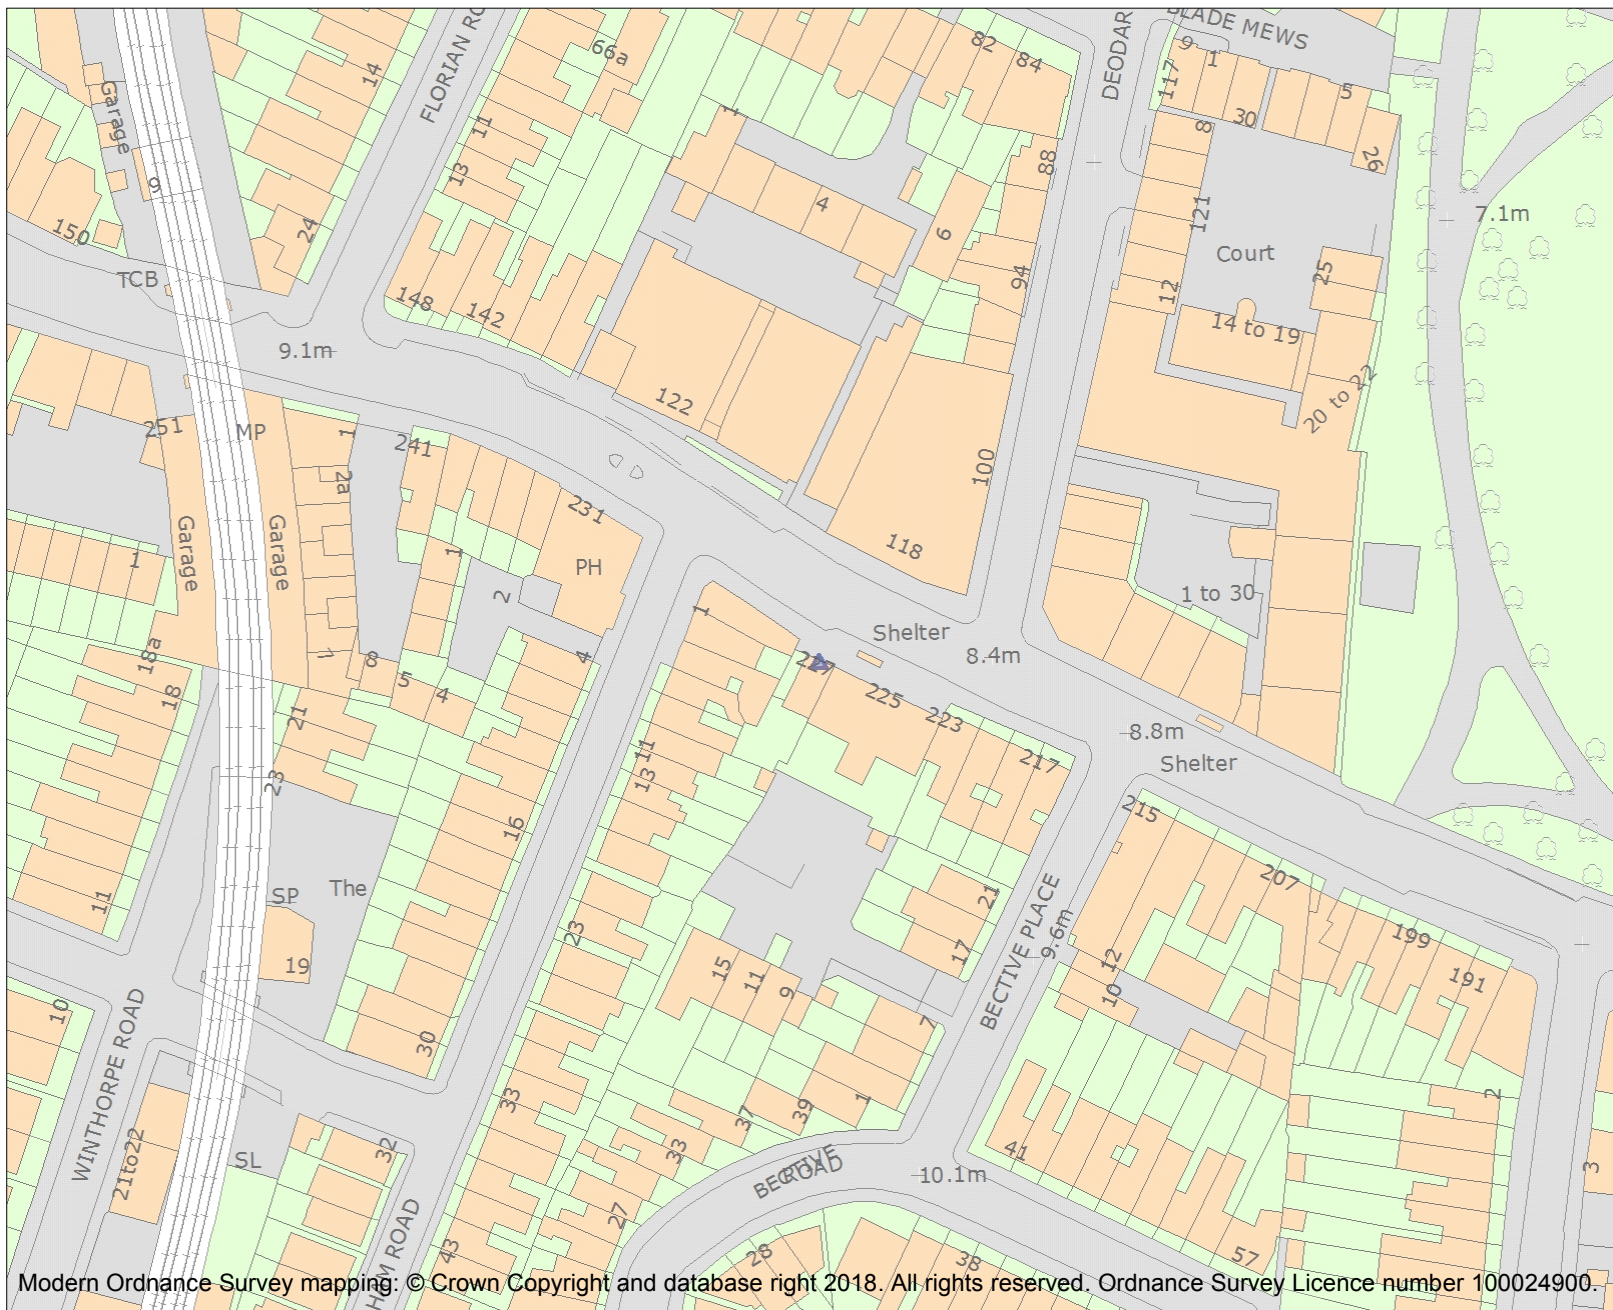 BLADE MEWS
FLORIAN RO
DEODAR
66a
82
84
9
1
117
5
14
Garage
11
1
30
8
88
26
13
9
4
121
7.1m
150
24
6
Court
TCB
94
25
12
148
142
14 to 19
9.1m
122
20 to 22
251
MP
1
241
2a
100
231
Garage
Garage
118
1
1
PH
2
1 to 30
1
Shelter
8.4m
18a
7
8
4
227
18
5
4
225
223
21
8.8m
11
217
Shelter
23
13
215
16
207
SP
The
11
21
BECTIVE PLACE
23
9.6m
199
17
19
15
11
9
12
191
10
10
7
WINTHORPE ROAD
30
33
37
39
1
2
32
33
41
21to22
SL
BECTIVE
ROAD
10.1m
3
27
HAM ROAD
43
28
38
57
Modern Ordnance Survey mapping: © Crown Copyright and database right 2018. All rights reserved. Ordnance Survey Licence number 100024900.